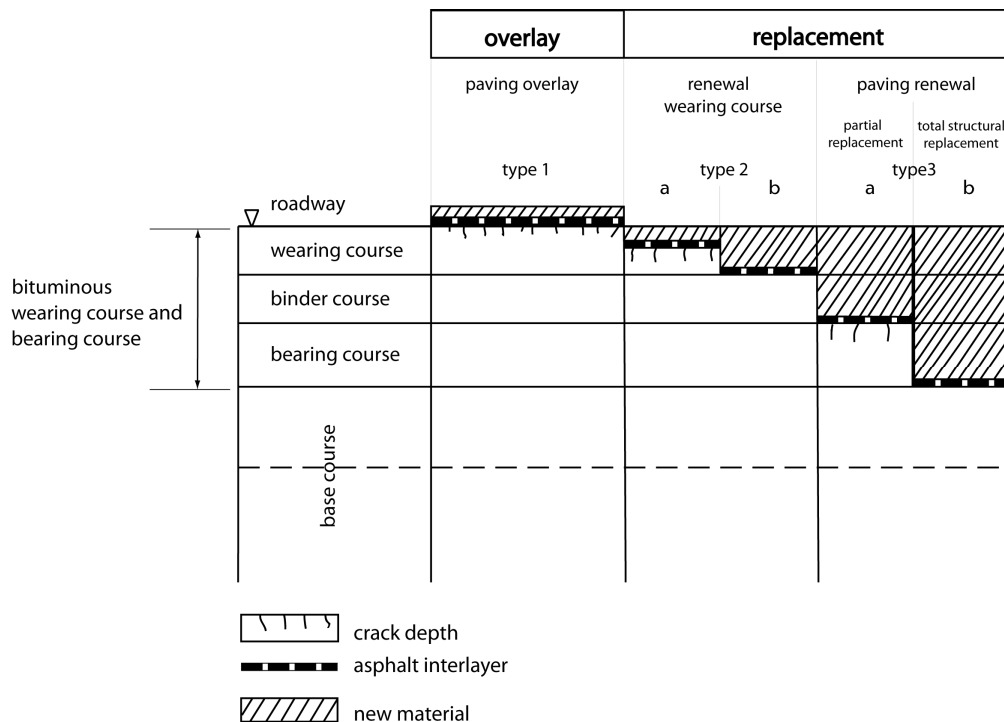 overlay
replacement
paving overlay
renewal
wearing course
paving renewal
partial
replacement
total structural
replacement
type 1
type 2
type3
a
b
a
b
roadway
wearing course
bituminous
wearing course and
bearing course
binder course
bearing course
base course
crack depth
asphalt interlayer
new material